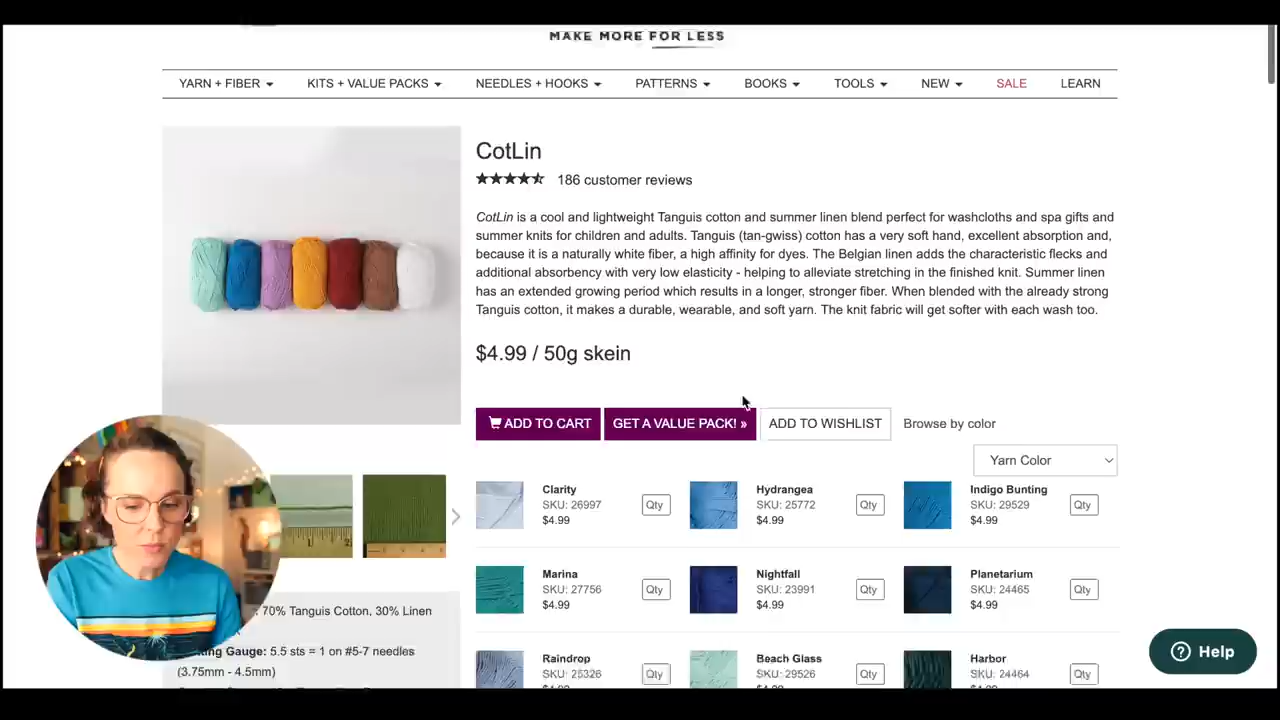 MAKE MORE FOR LESS
YARN + FIBER
KITS + VALUE PACKS
NEEDLES + HOOKS
PATTERNS
BOOKS
TOOLS
NEW
SALE
LEARN
CotLin
186 customer reviews
CotLin is a cool and lightweight Tanguis cotton and summer linen blend perfect for washcloths and spa gifts and
summer knits for children and adults. Tanguis (tan-gwiss) cotton has a very soft hand, excellent absorption and,
because it is a naturally white fiber, a high affinity for dyes. The Belgian linen adds the characteristic flecks and
additional absorbency with very low elasticity - helping to alleviate stretching in the finished knit. Summer linen
has an extended growing period which results in a longer, stronger fiber. When blended with the already strong
Tanguis cotton, it makes a durable, wearable, and soft yarn. The knit fabric will get softer with each wash too.
$4.99 / 50g skein
ADD TO CART
GET A VALUE PACK! »
ADD TO WISHLIST
Browse by color
Yarn Color
Clarity
SKU: 26997
$4.99
Qty
Hydrangea
SKU: 25772
$4.99
Qty
Indigo Bunting
SKU: 29529
$4.99
Qty
Marina
SKU: 27756
$4.99
Qty
Nightfall
SKU: 23991
$4.99
Qty
Planetarium
SKU: 24465
$4.99
Qty
Raindrop
SKU: 25326
Qty
Beach Glass
SKU: 29526
Qty
Harbor
SKU: 24464
Qty
70% Tanguis Cotton, 30% Linen
Gauge: 5.5 sts = 1 on #5-7 needles
(3.75mm - 4.5mm)
Help